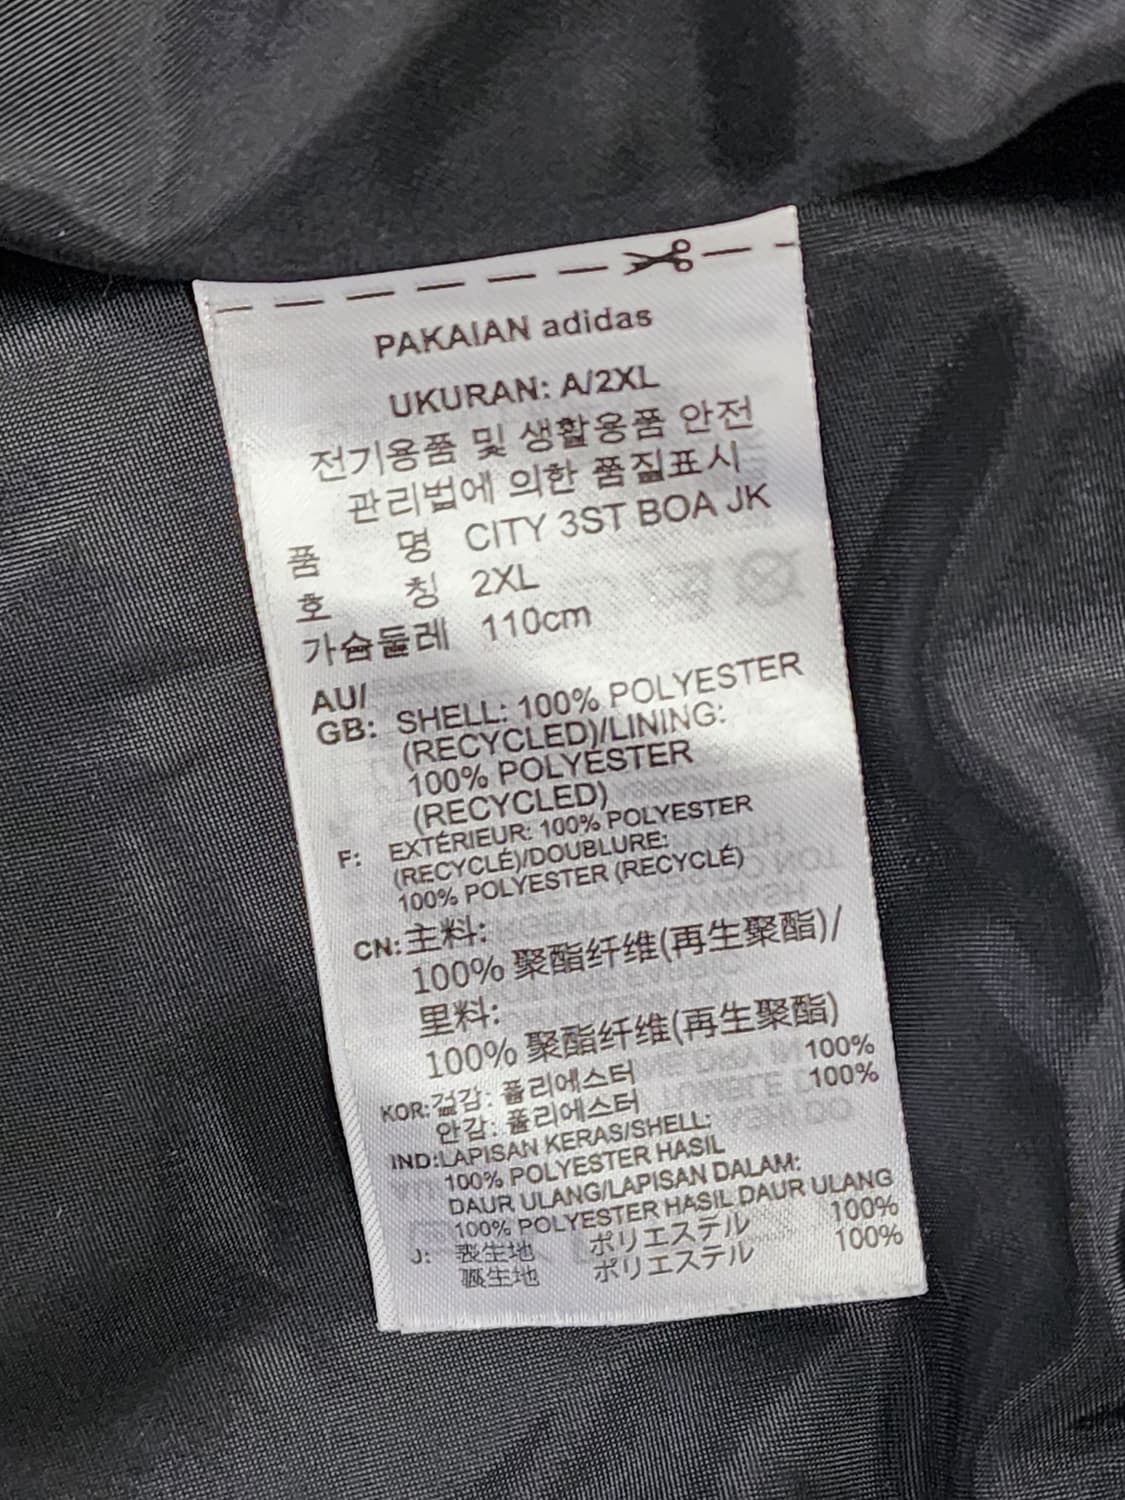 PAKAIAN adidas
UKURAN: A/2XL
전기용품 및 생활용품 안전
관리법에 의한 품질표시
품 명 CITY 3ST BOA JK
호 칭 2XL
가슴둘레 110cm
AU/
GB: SHELL: 100% POLYESTER
(RECYCLED)/LINING:
100% POLYESTER
(RECYCLED)
F: EXTÉRIEUR: 100% POLYESTER
(RECYCLÉ)/DOUBLURE:
100% POLYESTER (RECYCLÉ)
CN: 主料:
100% 聚酯纤维(再生聚酯)/
里料:
100% 聚酯纤维(再生聚酯)
KOR: 겉감: 폴리에스터 100%
안감: 폴리에스터 100%
IND: LAPISAN KERAS/SHELL:
100% POLYESTER HASIL
DAUR ULANG/LAPISAN DALAM:
100% POLYESTER HASIL DAUR ULANG
J: 表生地 ポリエステル 100%
裏生地 ポリエステル 100%